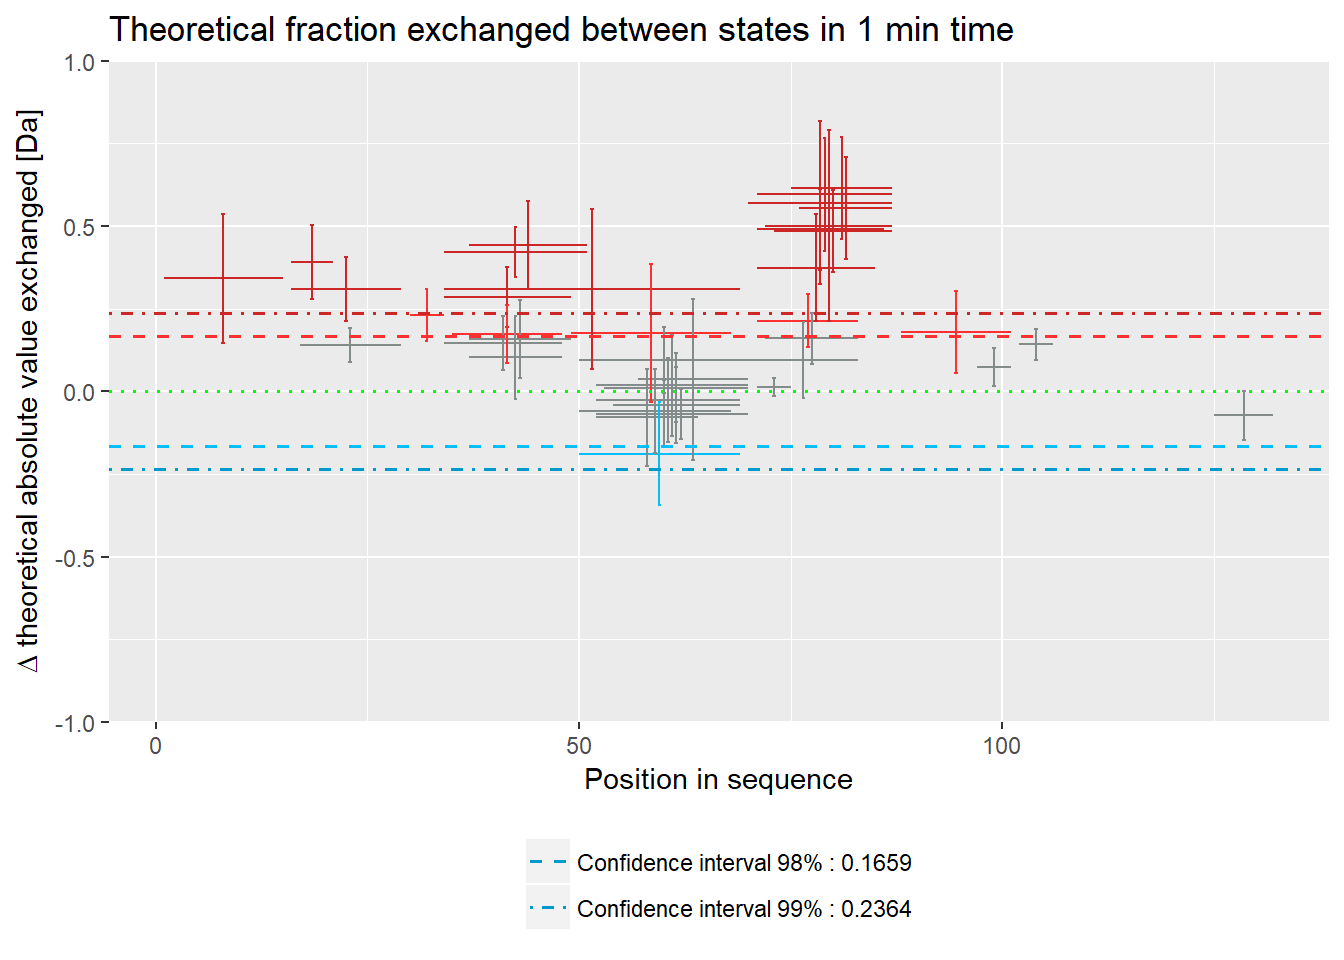 Theoretical fraction exchanged between states in 1 min time
Δ theoretical absolute value exchanged [Da]
1.0
0.5
0.0
-0.5
-1.0
0
50
100
Position in sequence
Confidence interval 98% : 0.1659
Confidence interval 99% : 0.2364